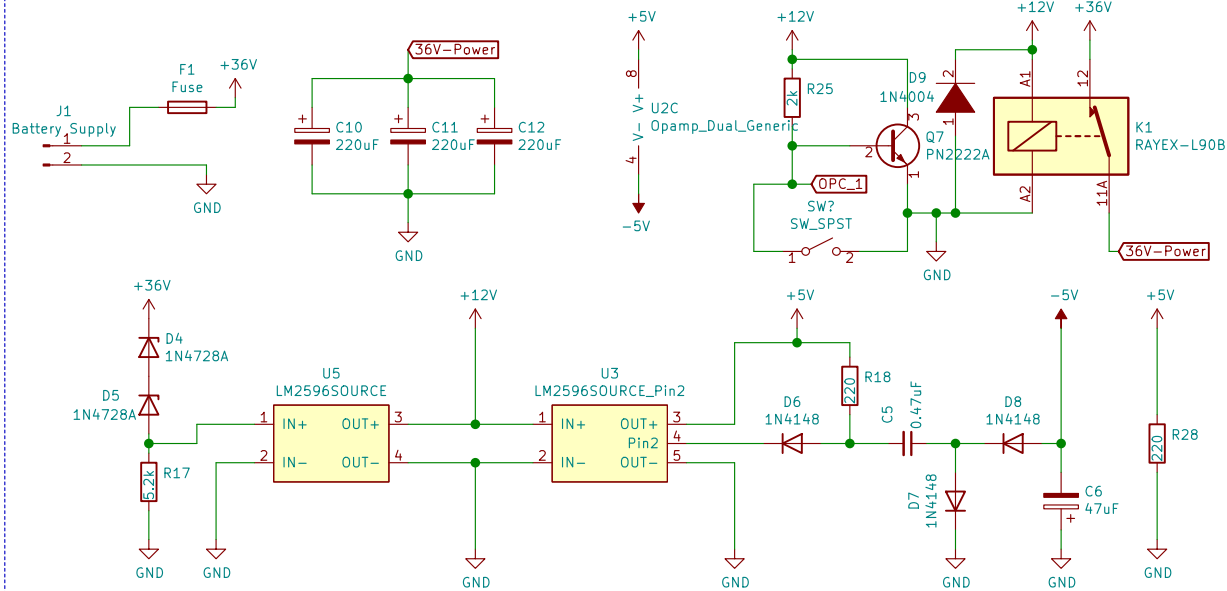 +36V
F1
Fuse
J1
Battery_Supply
1
2
GND
36V-Power
+
C10
220uF
+
C11
220uF
+
C12
220uF
GND
+5V
8
V+
U2C
Opamp_Dual_Generic
V-
4
-5V
+12V
R25
2k
3
Q7
PN2222A
2
1
OPC_1
SW?
SW_SPST
1
2
GND
D9
1N4004
2
1
+12V
+36V
A1
12
K1
RAYEX-L90B
A2
11A
36V-Power
+36V
D4
1N4728A
D5
1N4728A
R17
5.2k
GND
GND
U5
LM2596SOURCE
1 IN+ OUT+ 3
2 IN- OUT- 4
+12V
GND
U3
LM2596SOURCE_Pin2
1 IN+ OUT+ 3
Pin2 4
2 IN- OUT- 5
GND
+5V
R18
220
D6
1N4148
C5
0.47uF
D7
1N4148
GND
D8
1N4148
-5V
C6
47uF
+
GND
+5V
R28
220
GND